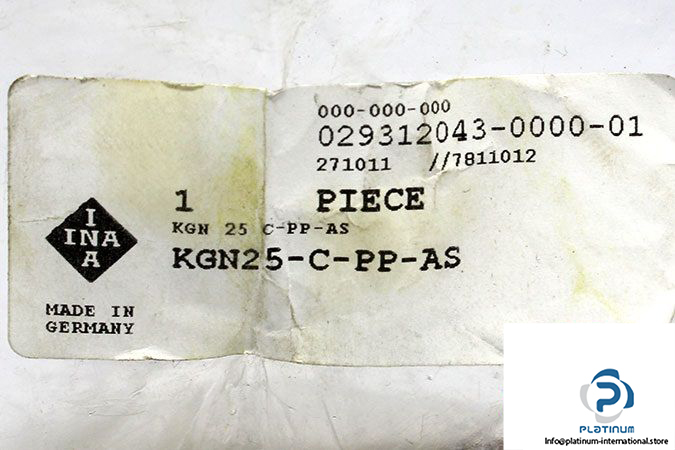 000-000-000
029312043-0000-01
271011 //7811012
1 PIECE
KGN 25 C-PP-AS
KGN25-C-PP-AS
I
INA
A
MADE IN
GERMANY
P
PLATINUM
Info@platinum-international.store